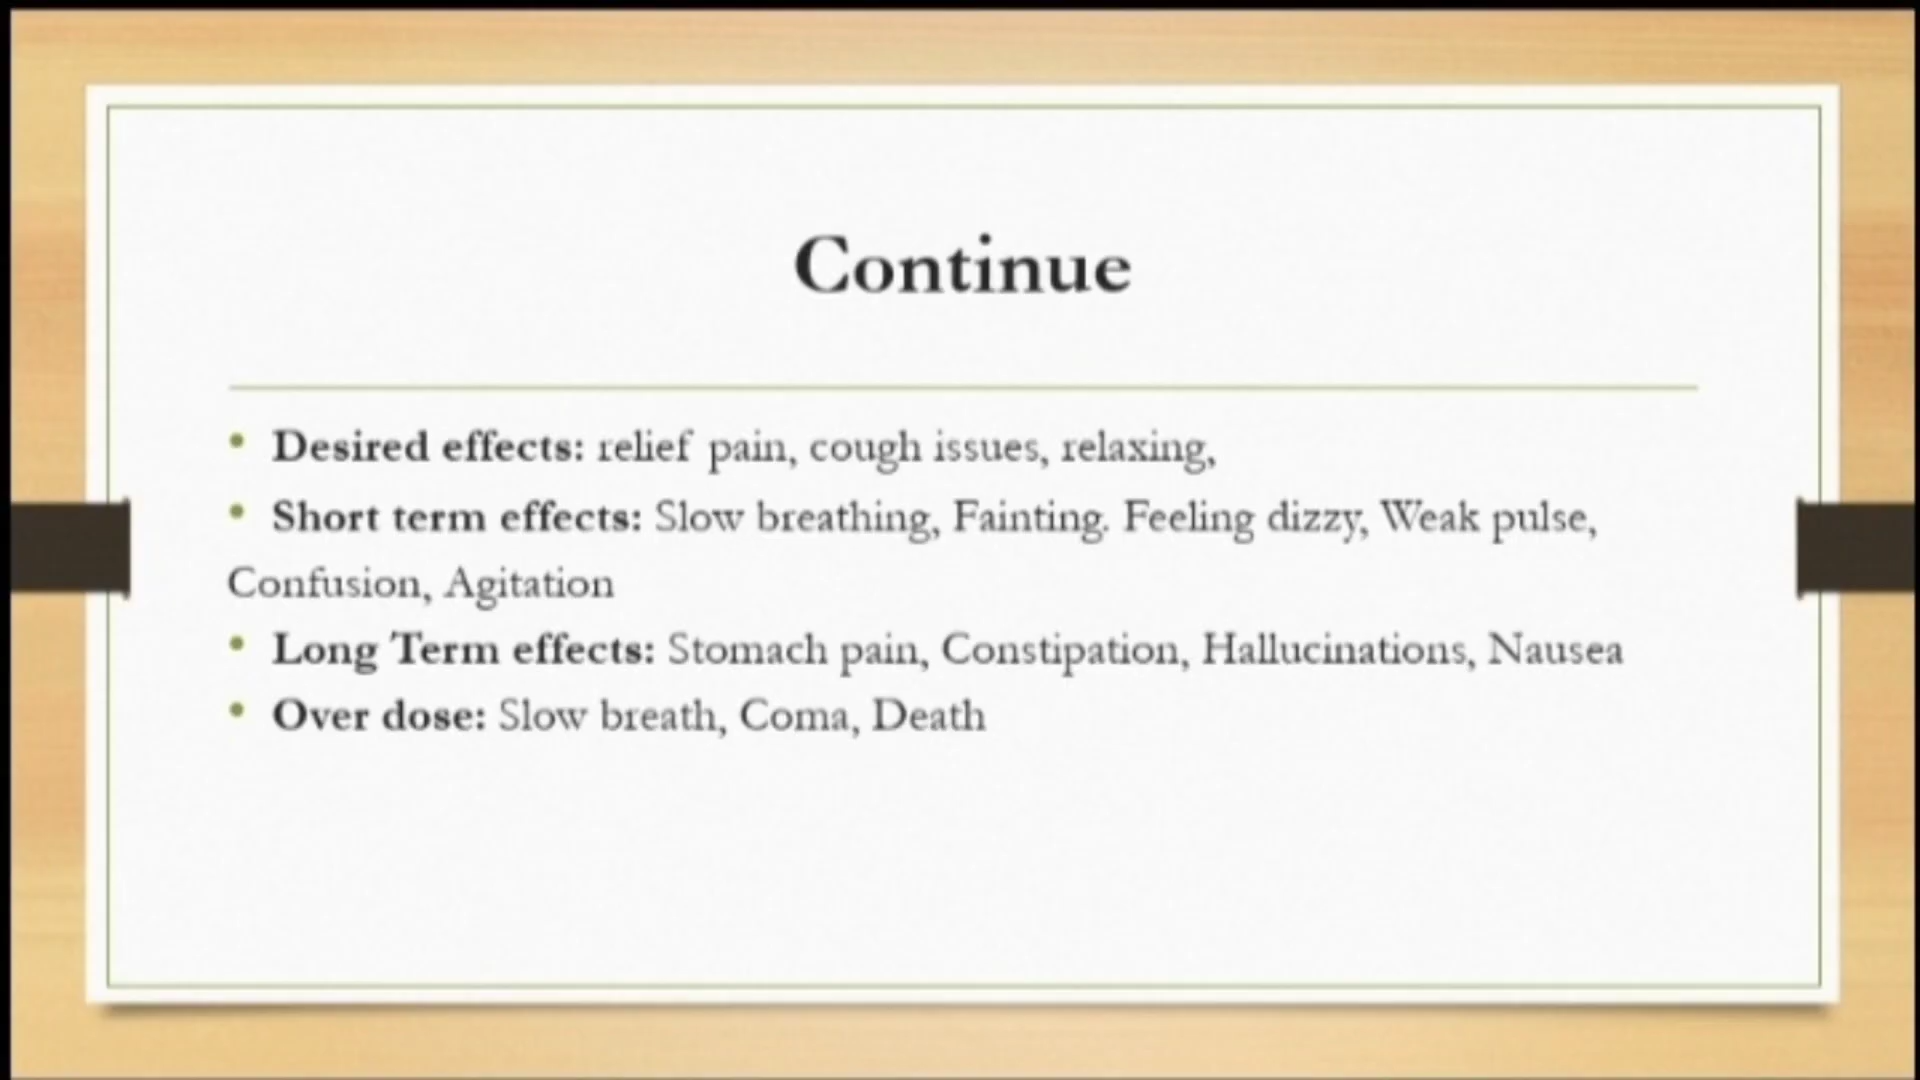 Continue
• Desired effects: relief pain, cough issues, relaxing,
• Short term effects: Slow breathing, Fainting. Feeling dizzy, Weak pulse,
Confusion, Agitation
• Long Term effects: Stomach pain, Constipation, Hallucinations, Nausea
• Over dose: Slow breath, Coma, Death